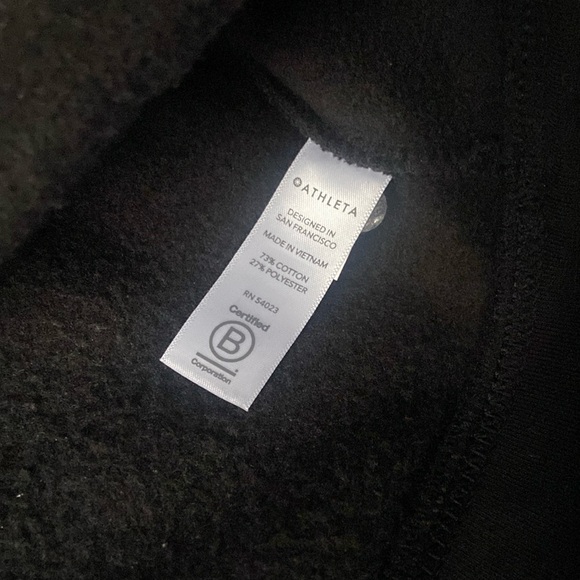 ATHLETA
DESIGNED IN
SAN FRANCISCO
MADE IN VIETNAM
73% COTTON
27% POLYESTER
RN 54023
Certified
B
Corporation